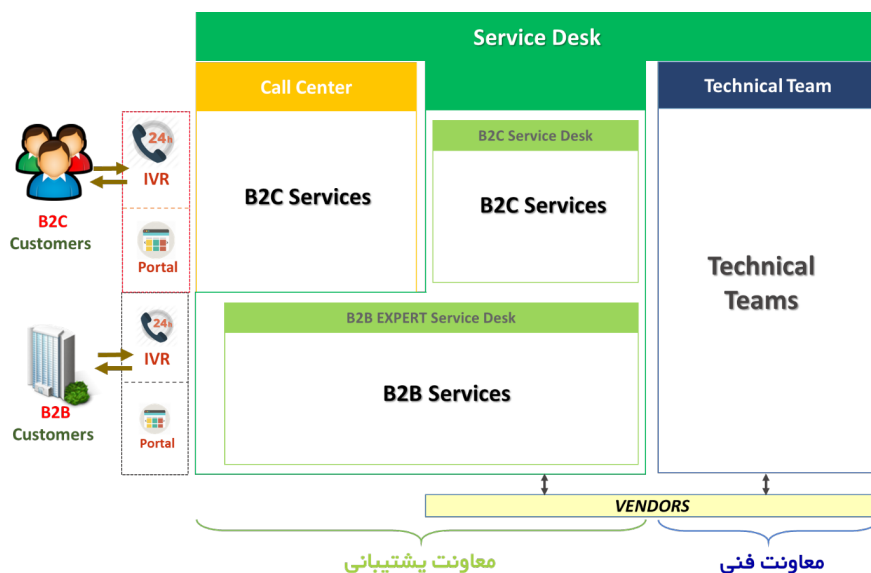 Service Desk
Call Center
Technical Team
24h
IVR
Portal
B2C
Customers
B2C Services
B2C Service Desk
B2C Services
Technical
Teams
24h
IVR
Portal
B2B
Customers
B2B EXPERT Service Desk
B2B Services
VENDORS
معاونت پشتیبانی
معاونت فنی